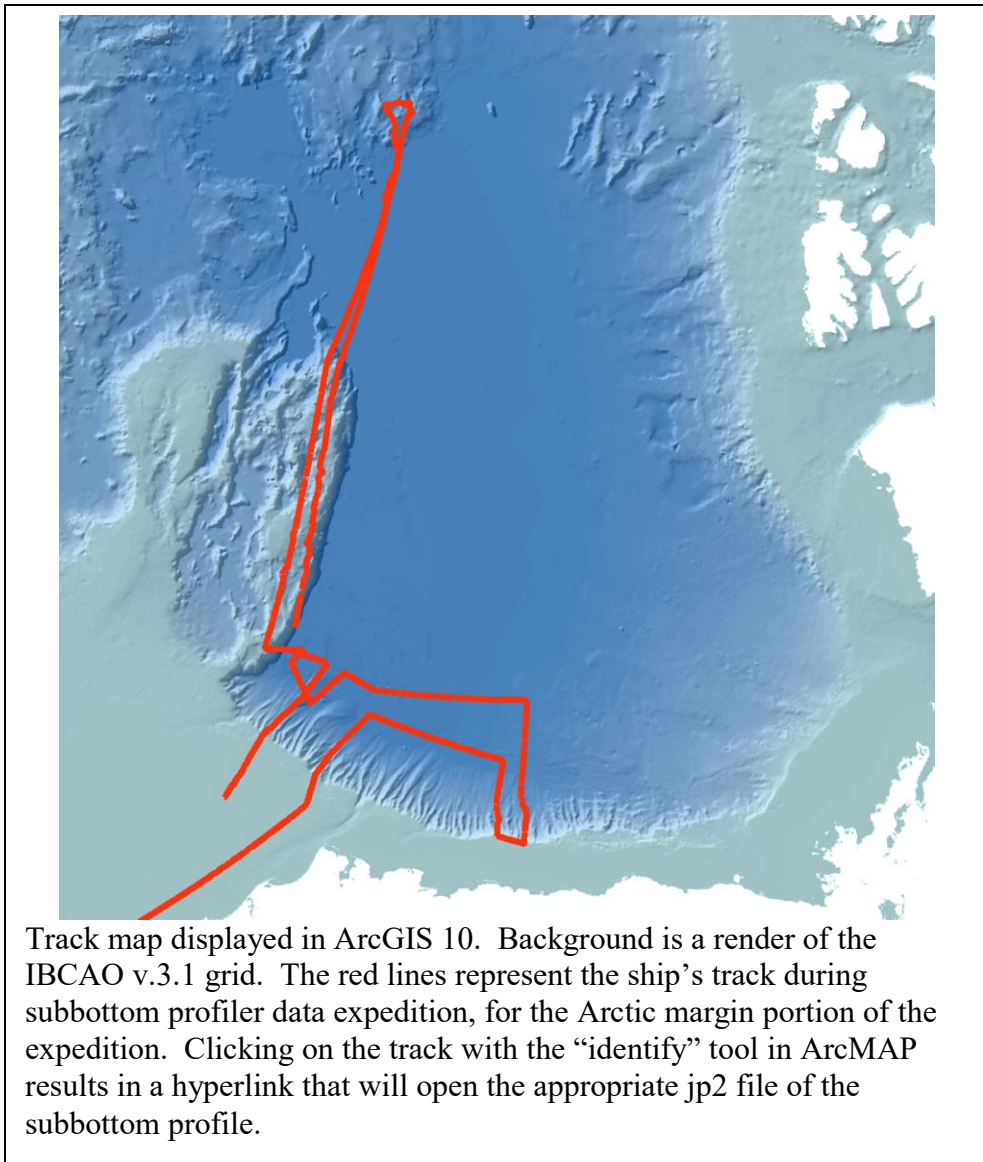 Track map displayed in ArcGIS 10.  Background is a render of the
IBCAO v.3.1 grid.  The red lines represent the ship’s track during
subbottom profiler data expedition, for the Arctic margin portion of the
expedition.  Clicking on the track with the “identify” tool in ArcMAP
results in a hyperlink that will open the appropriate jp2 file of the
subbottom profile.